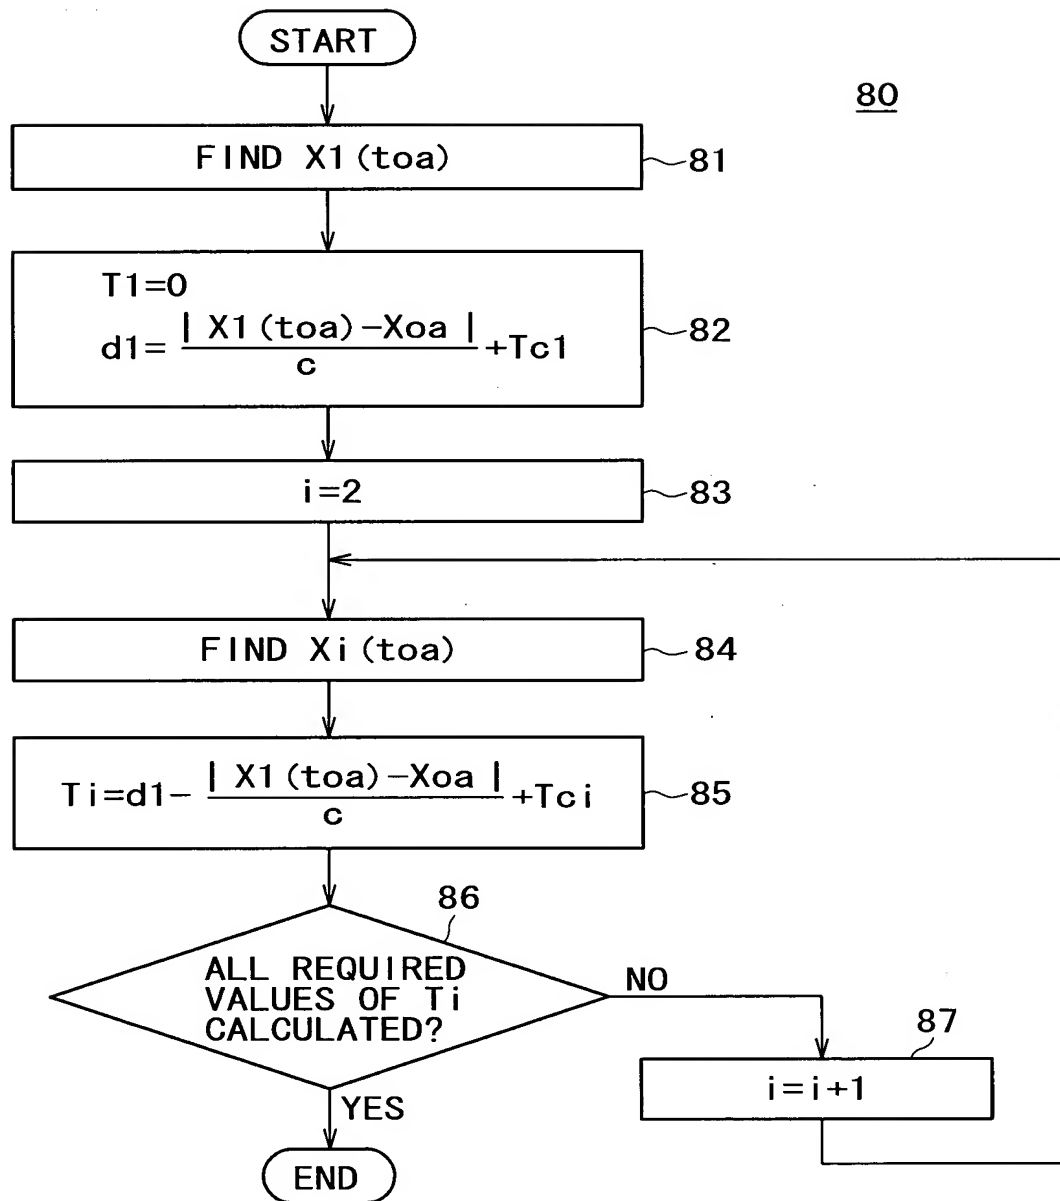 START
80
FIND X1(toa)
81
T1=0
d1= | X1(toa)-Xoa | / c +Tc1
82
i=2
83
FIND Xi(toa)
84
Ti=d1- | X1(toa)-Xoa | / c +Tci
85
86
ALL REQUIRED
VALUES OF Ti
CALCULATED?
NO
87
i=i+1
YES
END